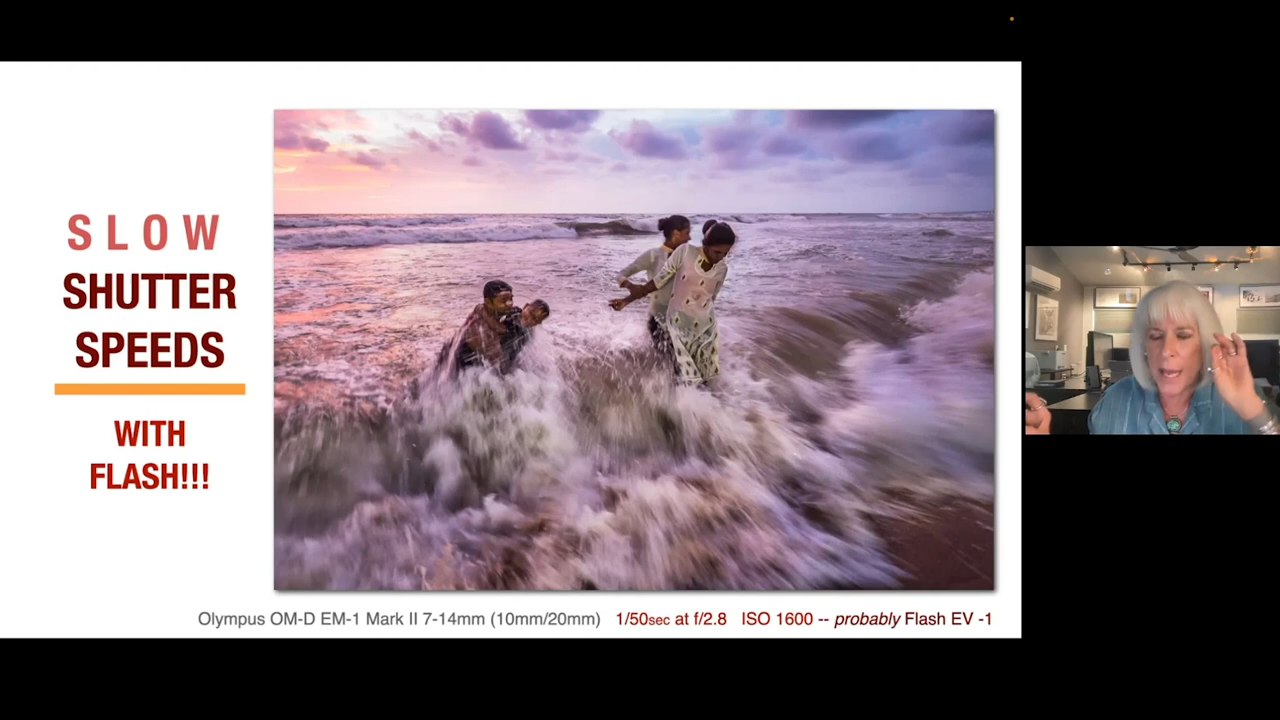 SLOW
SHUTTER
SPEEDS
WITH
FLASH!!!
Olympus OM-D EM-1 Mark II 7-14mm (10mm/20mm) 1/50sec at f/2.8 ISO 1600 -- probably Flash EV -1